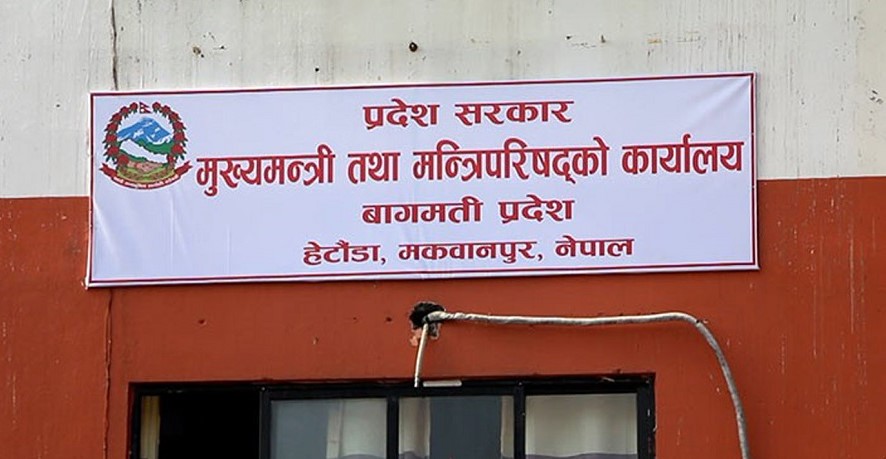 प्रदेश सरकार
मुख्यमन्त्री तथा मन्त्रिपरिषद्को कार्यालय
बागमती प्रदेश
हेटौंडा, मकवानपुर, नेपाल